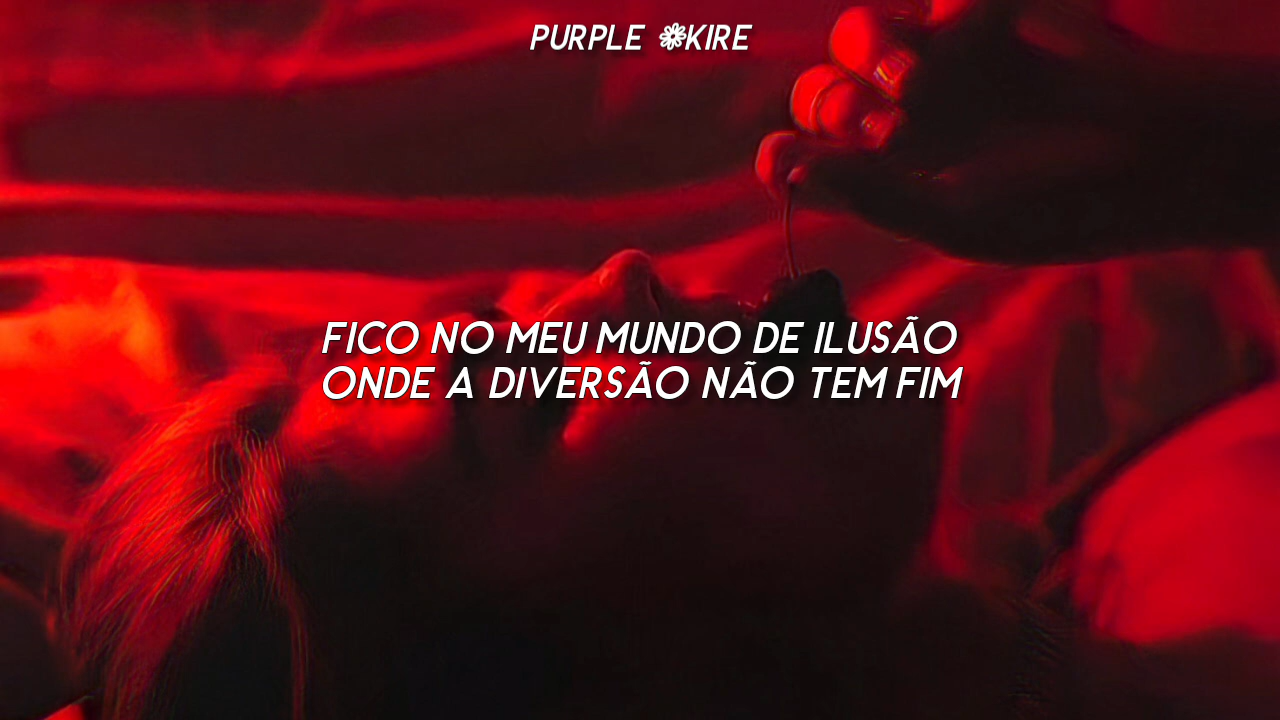 PURPLE ❁KIRE
FICO NO MEU MUNDO DE ILUSÃO
ONDE A DIVERSÃO NÃO TEM FIM